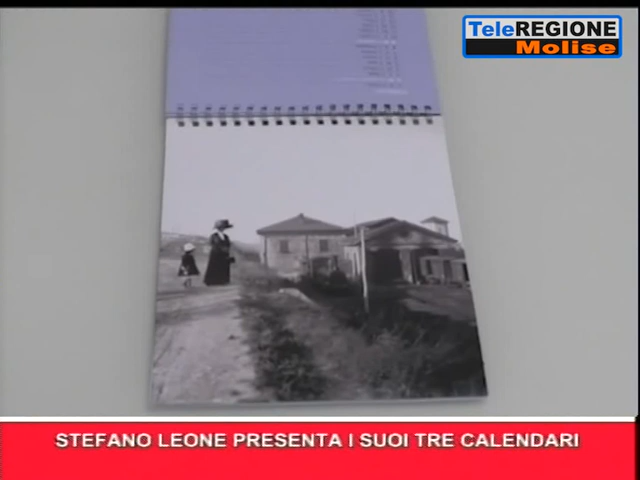 TeleREGIONE
Molise
STEFANO LEONE PRESENTA I SUOI TRE CALENDARI